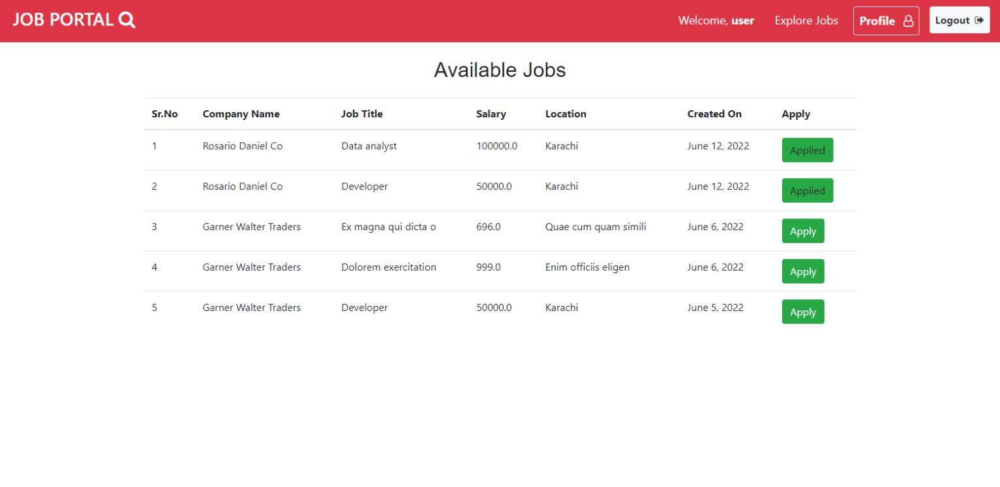 JOB PORTAL
Welcome, user Explore Jobs Profile Logout
Available Jobs
Sr.No Company Name Job Title Salary Location Created On Apply
1 Rosario Daniel Co Data analyst 100000.0 Karachi June 12, 2022 Applied
2 Rosario Daniel Co Developer 50000.0 Karachi June 12, 2022 Applied
3 Garner Walter Traders Ex magna qui dicta o 696.0 Quae cum quam simili June 6, 2022 Apply
4 Garner Walter Traders Dolorem exercitation 999.0 Enim officiis eligen June 6, 2022 Apply
5 Garner Walter Traders Developer 50000.0 Karachi June 5, 2022 Apply